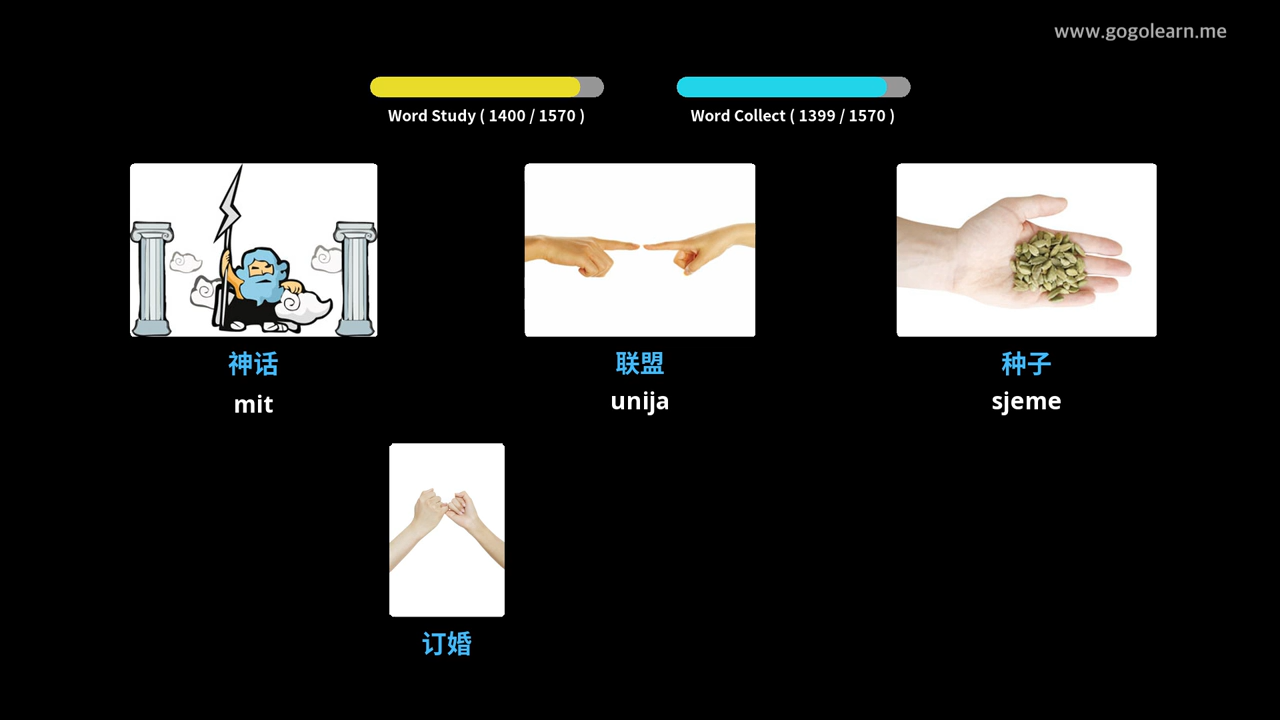 www.gogolearn.me
Word Study ( 1400 / 1570 )
Word Collect ( 1399 / 1570 )
神话
mit
联盟
unija
种子
sjeme
订婚